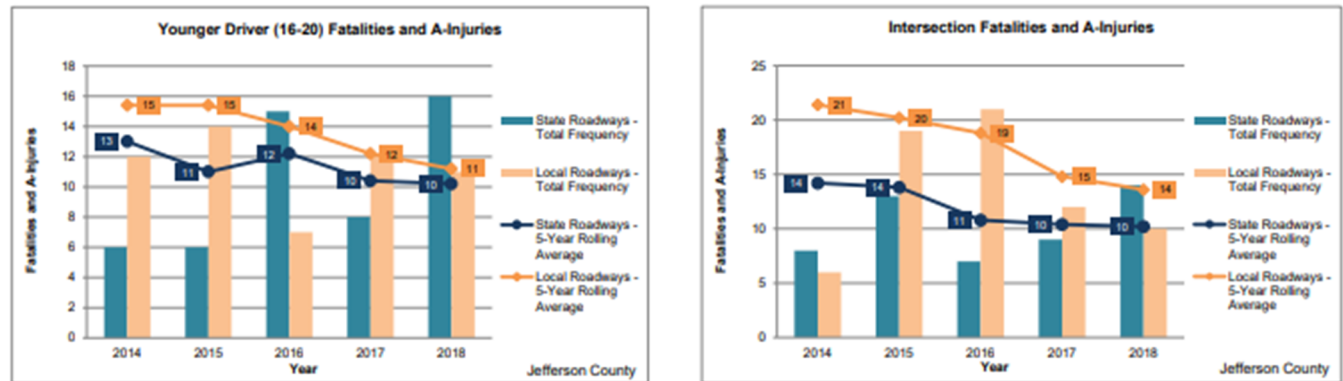 Younger Driver (16-20) Fatalities and A-Injuries
Fatalities and A-Injuries
18
16
14
12
10
8
6
4
2
0
15
15
14
12
11
13
11
12
10
10
2014
2015
2016
2017
2018
Year
State Roadways -
Total Frequency
Local Roadways -
Total Frequency
State Roadways -
5-Year Rolling
Average
Local Roadways -
5-Year Rolling
Average
Jefferson County
Intersection Fatalities and A-Injuries
Fatalities and A-Injuries
25
20
15
10
5
0
21
20
19
15
14
14
14
11
10
10
2014
2015
2016
2017
2018
Year
State Roadways -
Total Frequency
Local Roadways -
Total Frequency
State Roadways -
5-Year Rolling
Average
Local Roadways -
5-Year Rolling
Average
Jefferson County